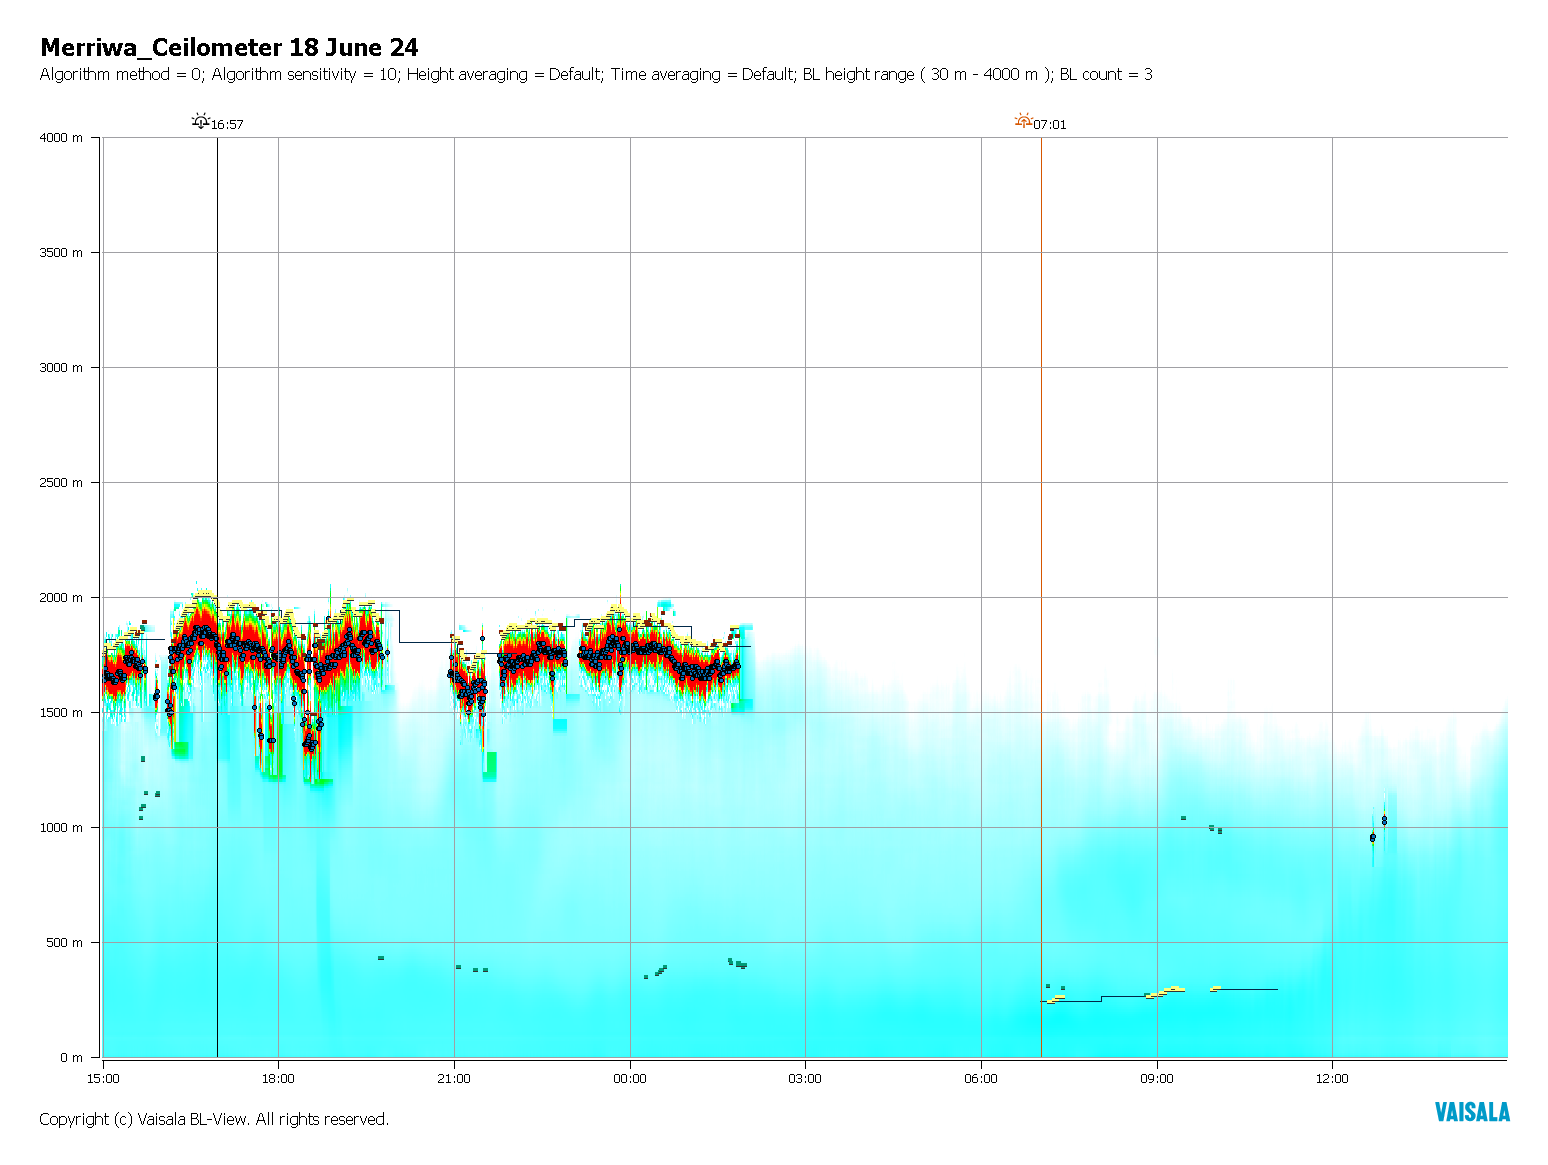 Merriwa_Ceilometer 18 June 24
Algorithm method = 0; Algorithm sensitivity = 10; Height averaging = Default; Time averaging = Default; BL height range ( 30 m - 4000 m ); BL count = 3
16:57 07:01
4000 m
3500 m
3000 m
2500 m
2000 m
1500 m
1000 m
500 m
0 m
15:00 18:00 21:00 00:00 03:00 06:00 09:00 12:00
Copyright (c) Vaisala BL-View. All rights reserved.
VAISALA